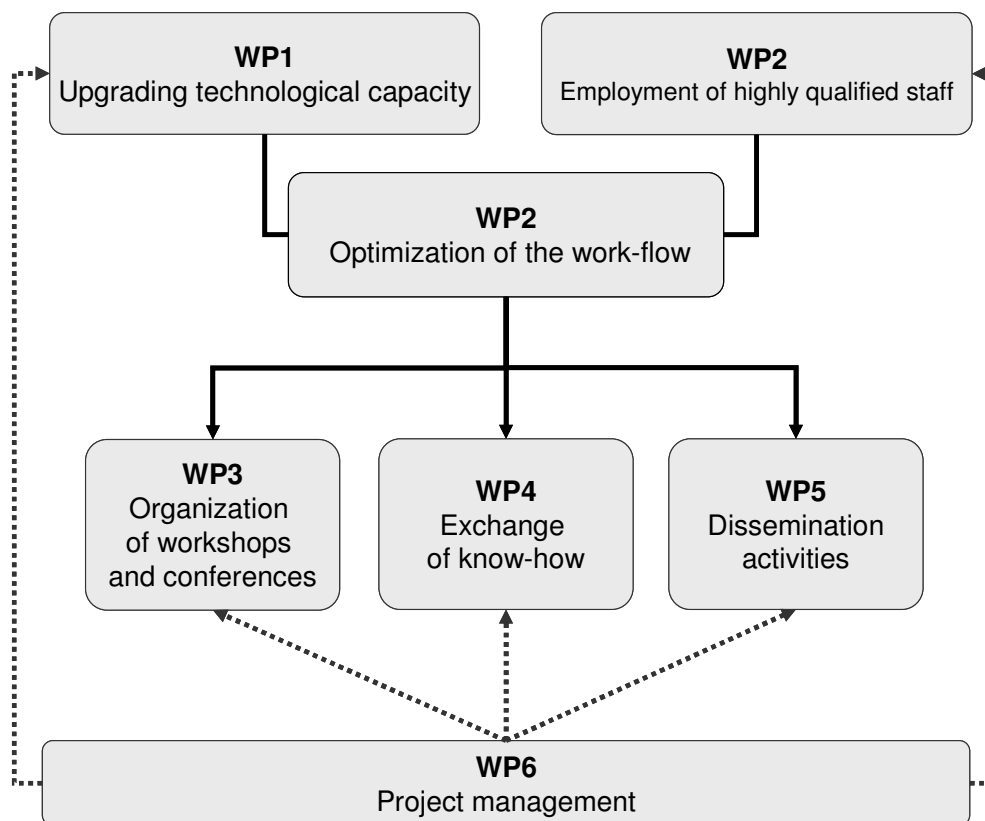 WP1
Upgrading technological capacity
WP2
Employment of highly qualified staff
WP2
Optimization of the work-flow
WP3
Organization
of workshops
and conferences
WP4
Exchange
of know-how
WP5
Dissemination
activities
WP6
Project management